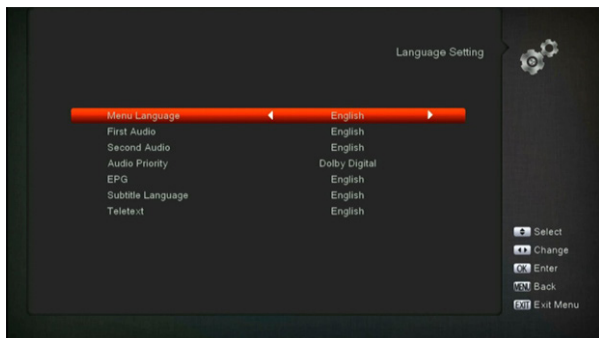 Language Setting
Menu Language English
First Audio English
Second Audio English
Audio Priority Dolby Digital
EPG English
Subtitle Language English
Teletext English
Select
Change
OK Enter
MENU Back
EXIT Exit Menu